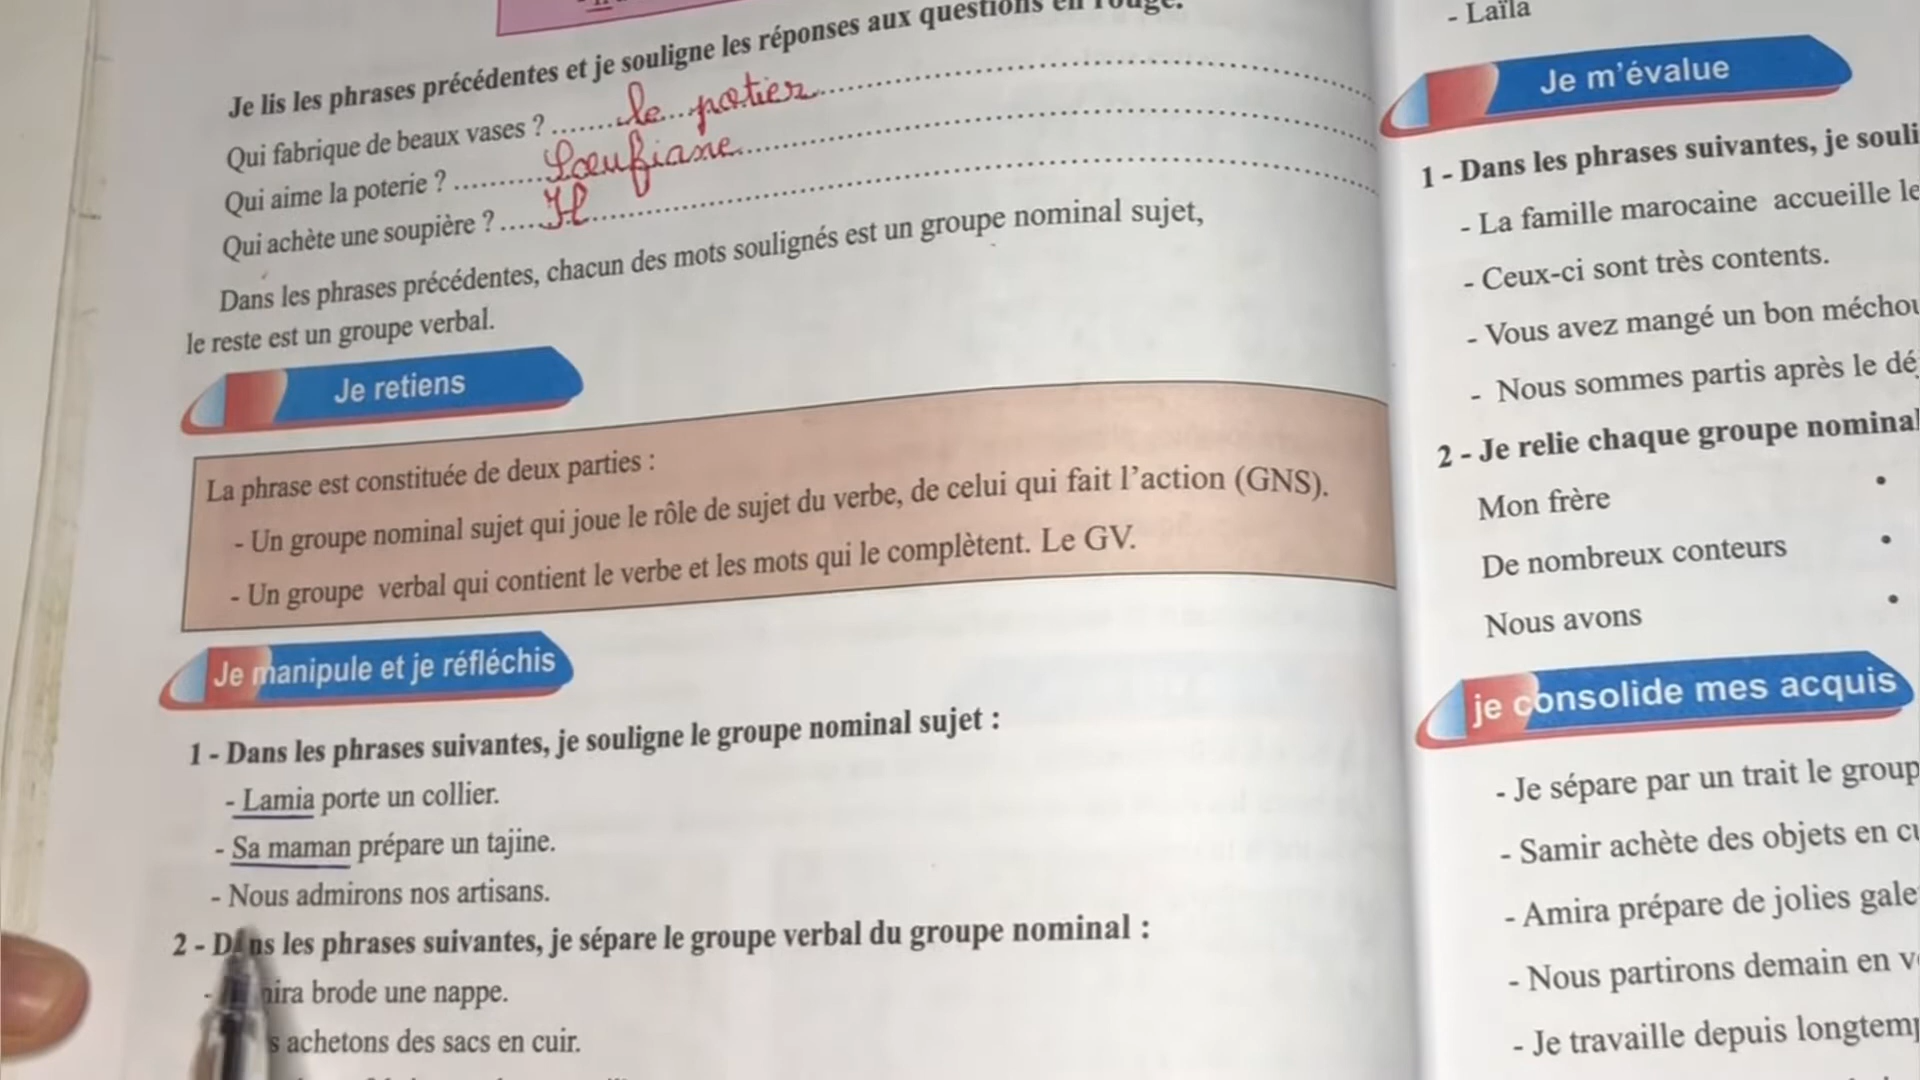 Je lis les phrases précédentes et je souligne les réponses aux questions en rouge.
Qui fabrique de beaux vases ? le potier
Qui aime la poterie ? Soeufiane
Qui achète une soupière ? Il
Dans les phrases précédentes, chacun des mots soulignés est un groupe nominal sujet,
le reste est un groupe verbal.
Je retiens
La phrase est constituée de deux parties :
- Un groupe nominal sujet qui joue le rôle de sujet du verbe, de celui qui fait l'action (GNS).
- Un groupe verbal qui contient le verbe et les mots qui le complètent. Le GV.
Je manipule et je réfléchis
1 - Dans les phrases suivantes, je souligne le groupe nominal sujet :
- Lamia porte un collier.
- Sa maman prépare un tajine.
- Nous admirons nos artisans.
2 - Dans les phrases suivantes, je sépare le groupe verbal du groupe nominal :
brode une nappe.
achetons des sacs en cuir.
- Laïla
Je m'évalue
1 - Dans les phrases suivantes, je souli
- La famille marocaine accueille le
- Ceux-ci sont très contents.
- Vous avez mangé un bon méchou
- Nous sommes partis après le dé
2 - Je relie chaque groupe nominal
Mon frère
De nombreux conteurs
Nous avons
je consolide mes acquis
- Je sépare par un trait le group
- Samir achète des objets en cu
- Amira prépare de jolies gale
- Nous partirons demain en v
- Je travaille depuis longtemp